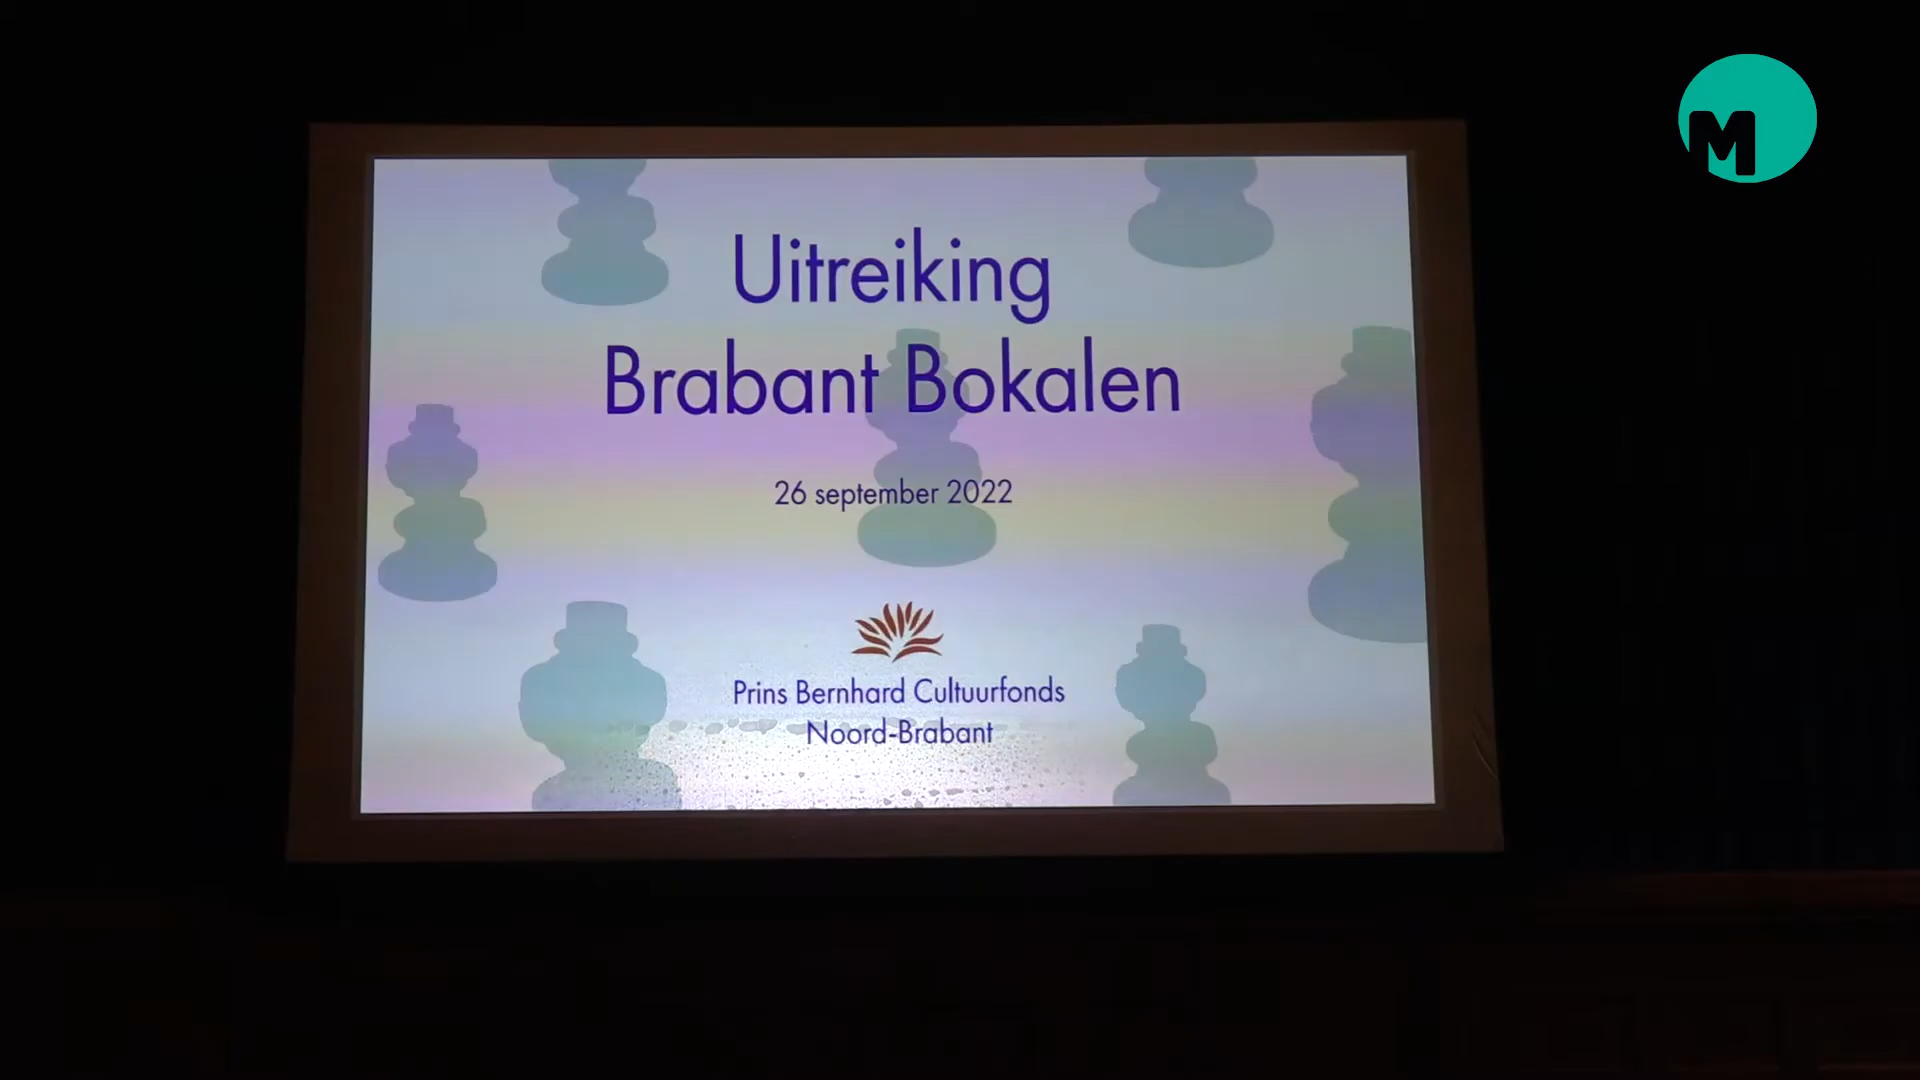 M
Uitreiking
Brabant Bokalen
26 september 2022
Prins Bernhard Cultuurfonds
Noord-Brabant